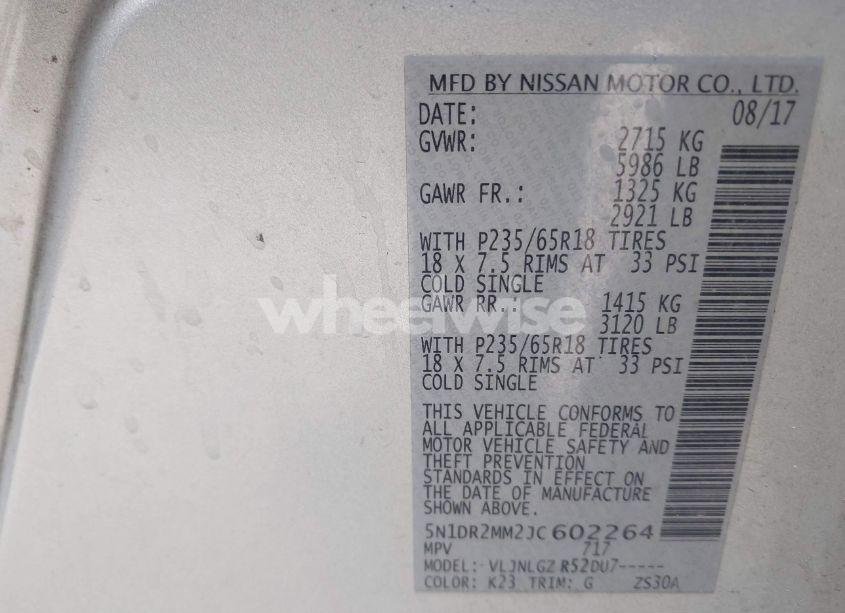 MFD BY NISSAN MOTOR CO., LTD.
DATE: 08/17
GVWR: 2715 KG
5986 LB
GAWR FR.: 1325 KG
2921 LB
WITH P235/65R18 TIRES
18 X 7.5 RIMS AT 33 PSI
COLD SINGLE
GAWR RR.: 1415 KG
3120 LB
WITH P235/65R18 TIRES
18 X 7.5 RIMS AT 33 PSI
COLD SINGLE
THIS VEHICLE CONFORMS TO
ALL APPLICABLE FEDERAL
MOTOR VEHICLE SAFETY AND
THEFT PREVENTION
STANDARDS IN EFFECT ON
THE DATE OF MANUFACTURE
SHOWN ABOVE.
5N1DR2MM2JC602264
MPV 717
MODEL: VLJNLGZ R52DU7-----
COLOR: K23 TRIM: G ZS30A
wheelwise